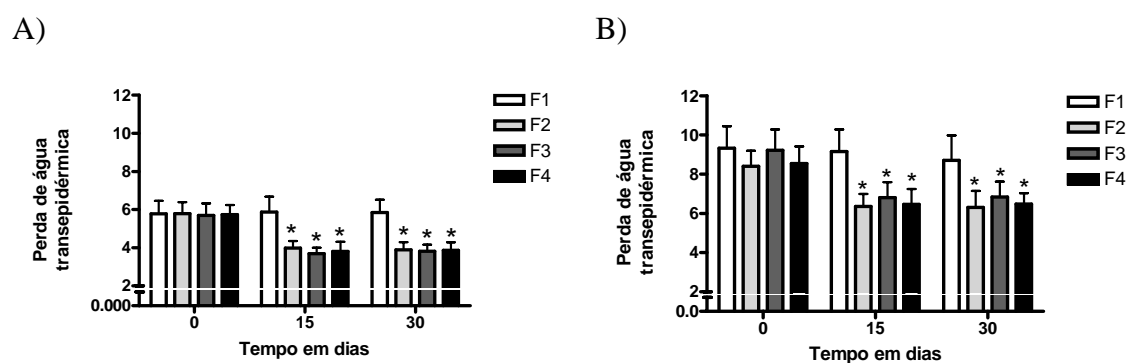 A)
12
10
8
6
4
2
0.000
Perda de água
transepidérmica
0
15
30
Tempo em dias
* * *
* * *
F1
F2
F3
F4
B)
12
10
8
6
4
2
0.0
Perda de água
transepidérmica
0
15
30
Tempo em dias
* * *
* * *
F1
F2
F3
F4